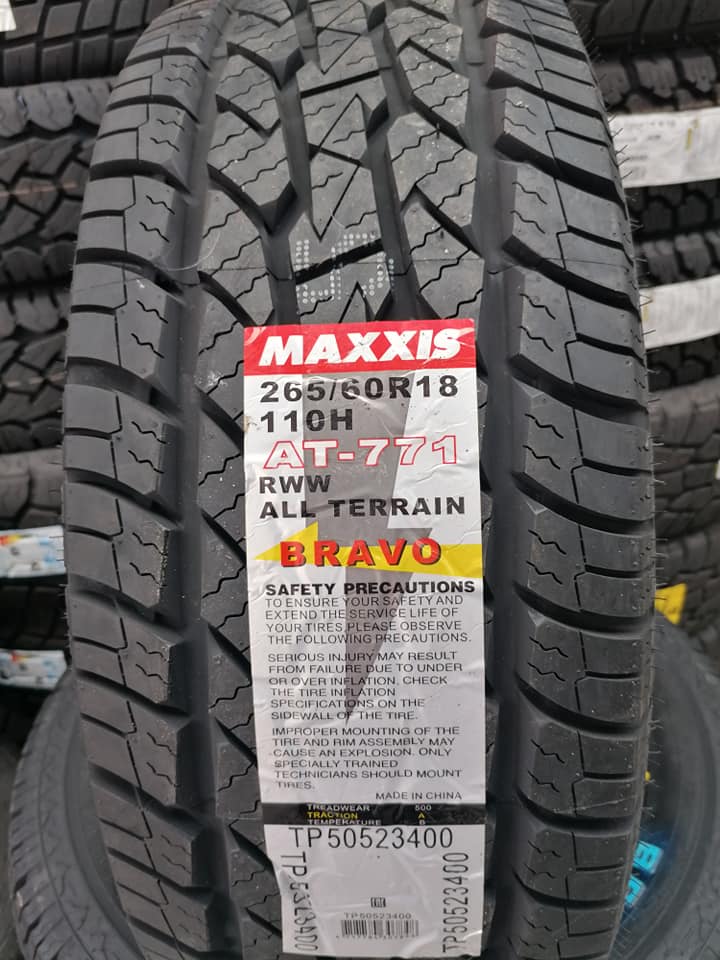 MAXXIS
265/60R18
110H
AT-771
RWW
ALL TERRAIN
BRAVO
SAFETY PRECAUTIONS
TO ENSURE YOUR SAFETY AND
EXTEND THE SERVICE LIFE OF
YOUR TIRES,PLEASE OBSERVE
THE FOLLOWING PRECAUTIONS.
SERIOUS INJURY MAY RESULT
FROM FAILURE DUE TO UNDER
OR OVER INFLATION. CHECK
THE TIRE INFLATION
SPECIFICATIONS ON THE
SIDEWALL OF THE TIRE.
IMPROPER MOUNTING OF THE
TIRE AND RIM ASSEMBLY MAY
CAUSE AN EXPLOSION. ONLY
SPECIALLY TRAINED
TECHNICIANS SHOULD MOUNT
TIRES.
MADE IN CHINA
TREADWEAR 500
TRACTION A
TEMPERATURE B
TP50523400
TP50523400
EAC
TP50523400